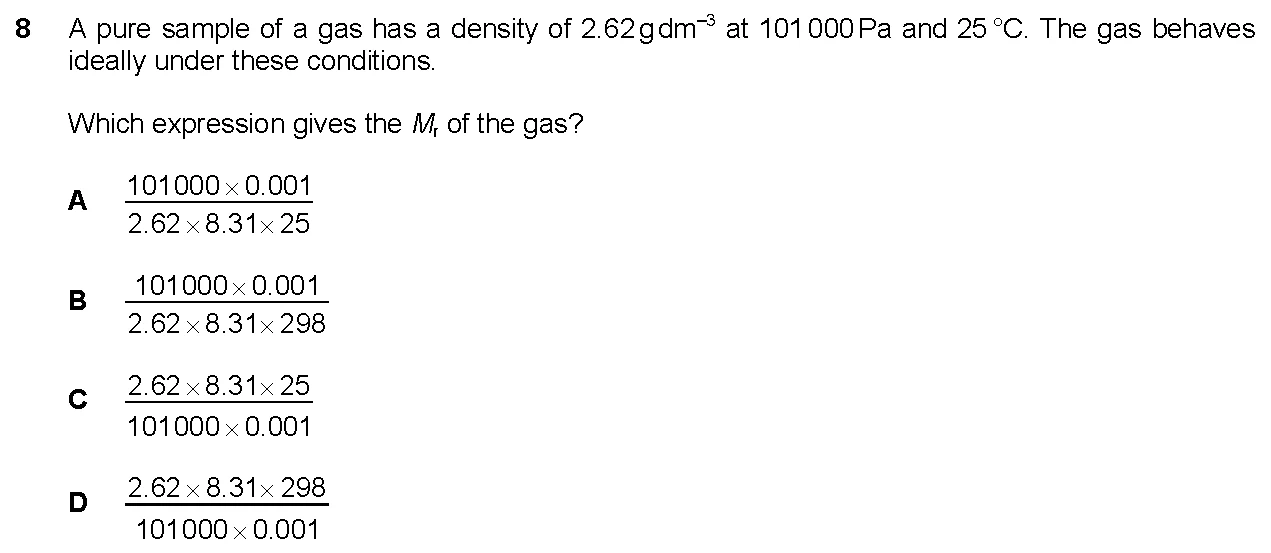 8 A pure sample of a gas has a density of 2.62 g dm⁻³ at 101 000 Pa and 25 °C. The gas behaves
ideally under these conditions.
Which expression gives the Mᵣ of the gas?
A
101000 × 0.001
2.62 × 8.31 × 25
B
101000 × 0.001
2.62 × 8.31 × 298
C
2.62 × 8.31 × 25
101000 × 0.001
D
2.62 × 8.31 × 298
101000 × 0.001